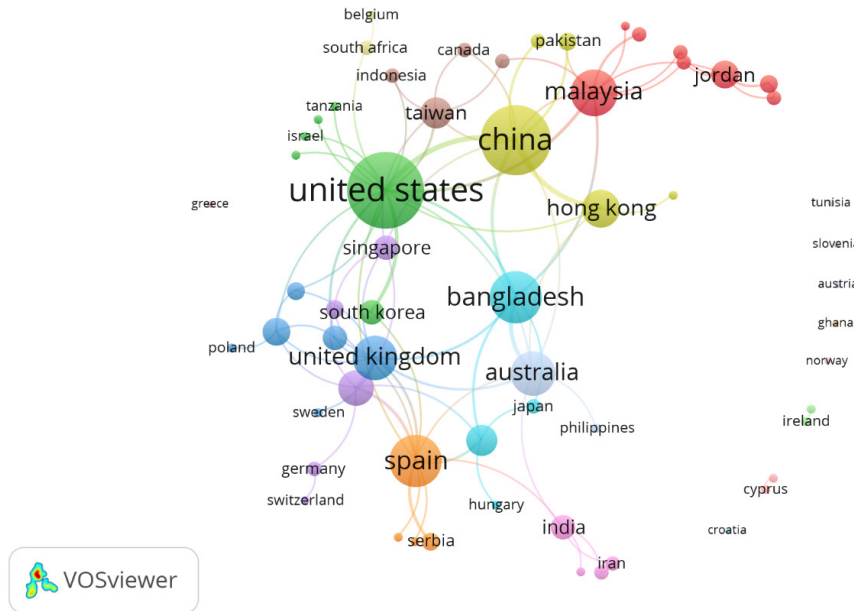 belgium
south africa
canada
pakistan
indonesia
malaysia
jordan
tanzania
taiwan
israel
china
united states
greece
hong kong
tunisia
singapore
slovenia
bangladesh
austria
south korea
ghana
poland
united kingdom
norway
australia
sweden
japan
philippines
ireland
spain
germany
cyprus
switzerland
hungary
india
croatia
serbia
iran
VOSviewer